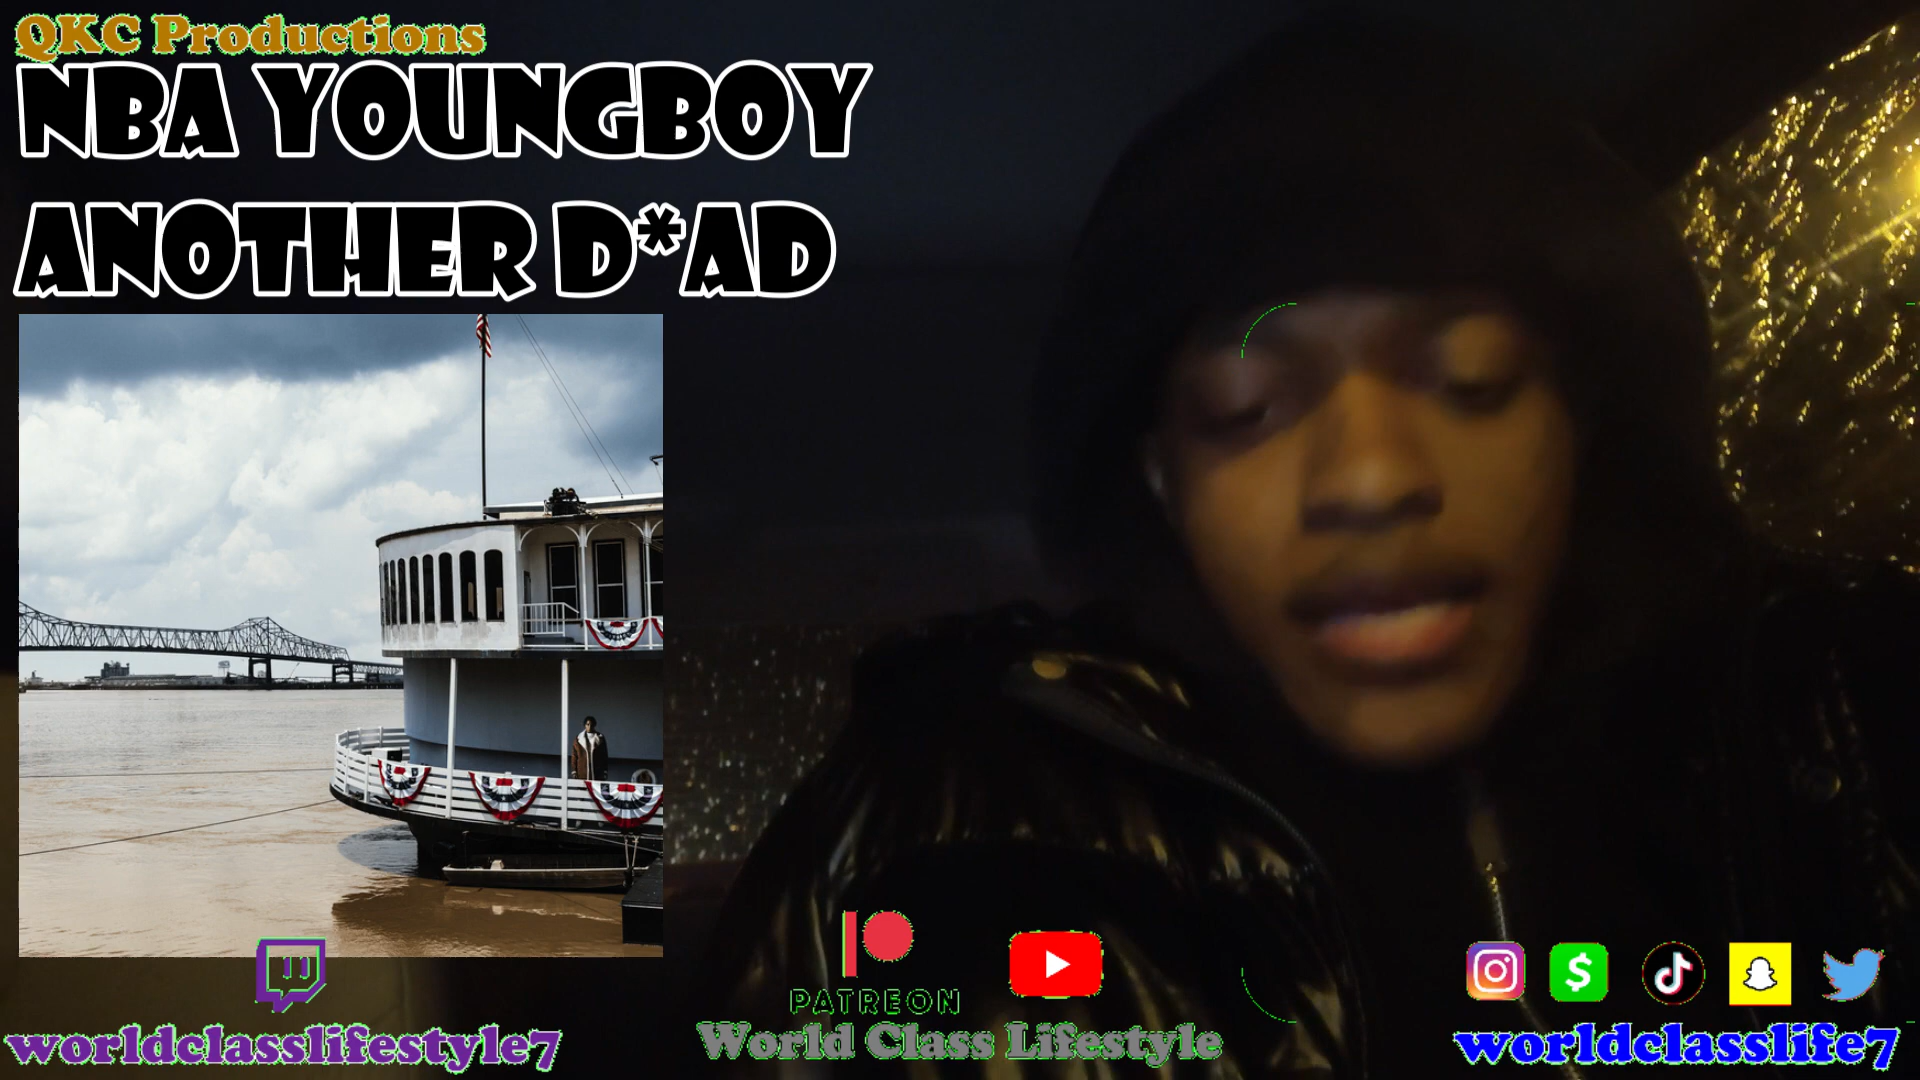 QKC Productions
NBA YOUNGBOY
ANOTHER D*AD
PATREON
worldclasslifestyle7
World Class Lifestyle
worldclasslife7